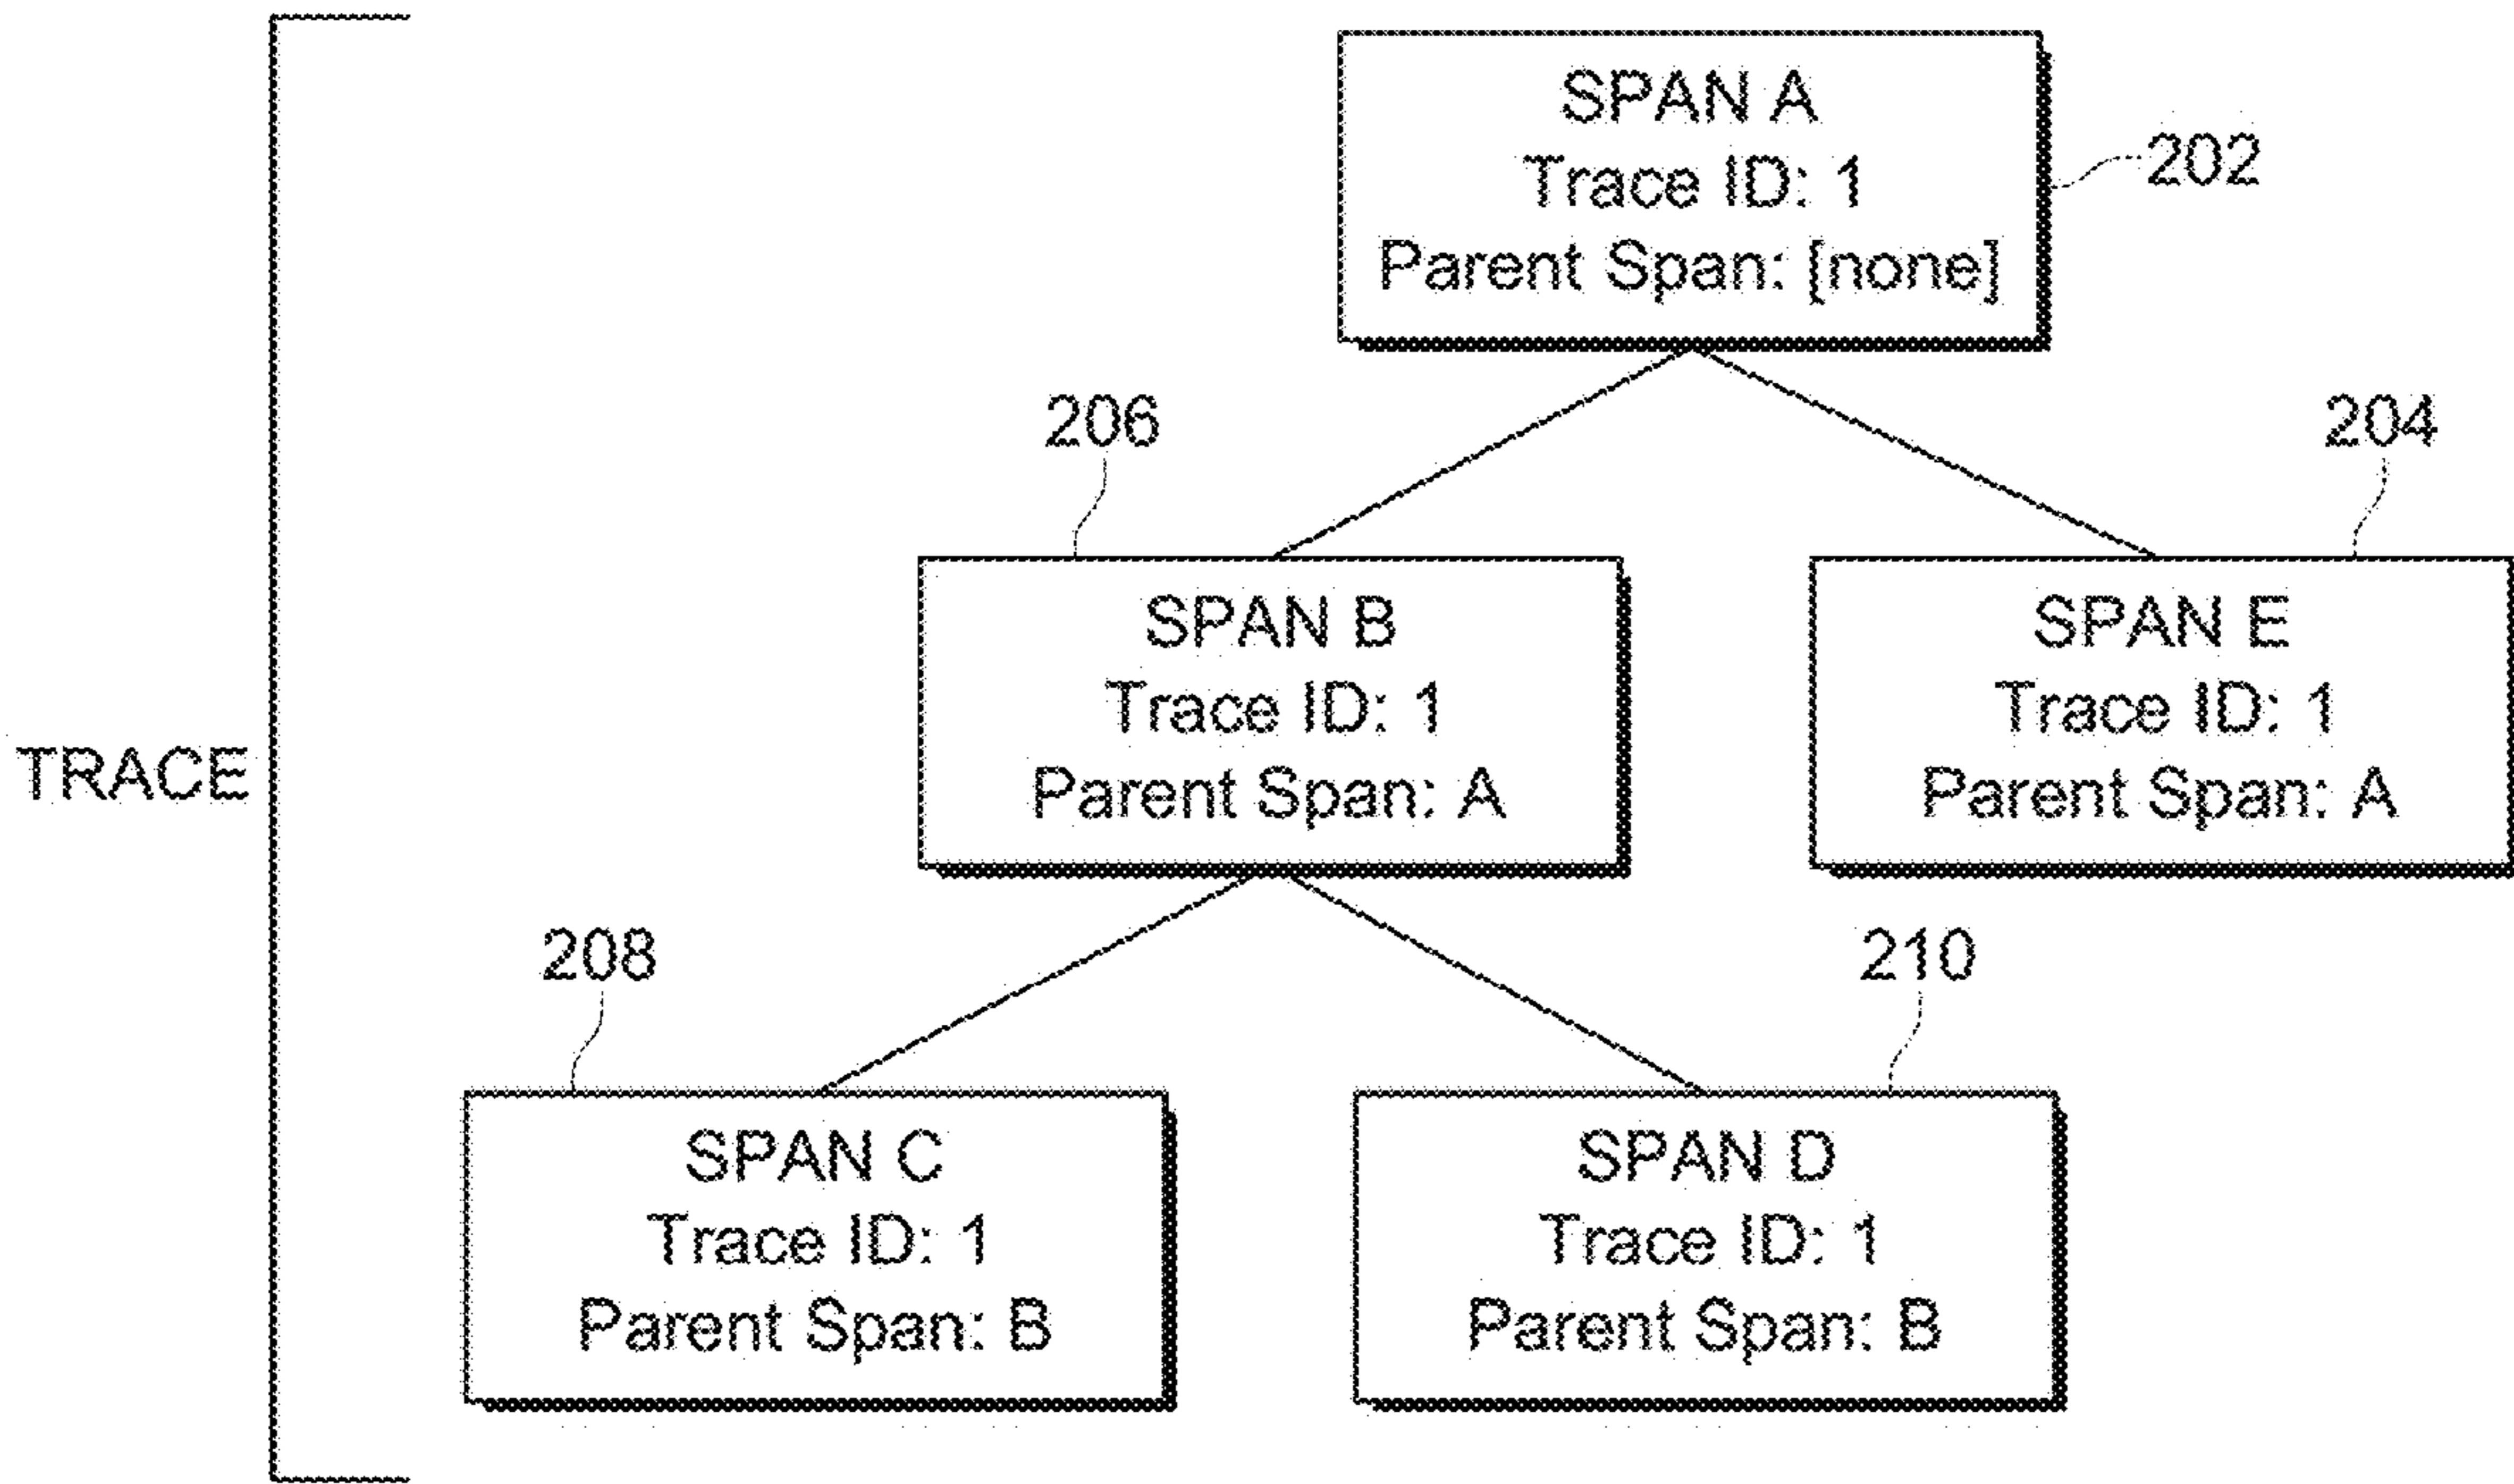 SPAN A
Trace ID: 1
Parent Span: [none]
202
206
204
SPAN B
Trace ID: 1
Parent Span: A
SPAN E
Trace ID: 1
Parent Span: A
TRACE
208
210
SPAN C
Trace ID: 1
Parent Span: B
SPAN D
Trace ID: 1
Parent Span: B